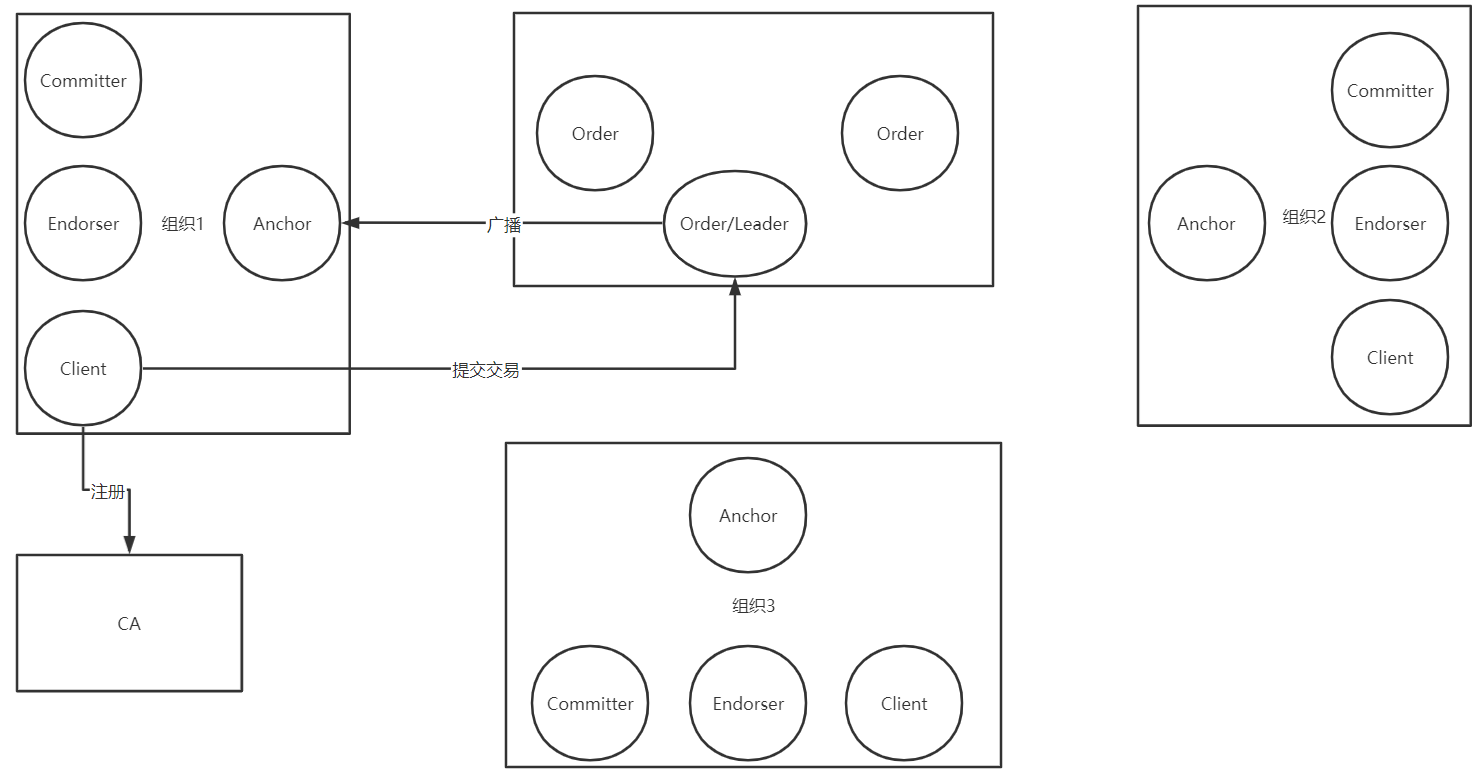 Committer
Endorser
组织1
Anchor
Client
Order
Order
Order/Leader
广播
提交交易
注册
CA
Committer
Anchor
组织2
Endorser
Client
Anchor
组织3
Committer
Endorser
Client